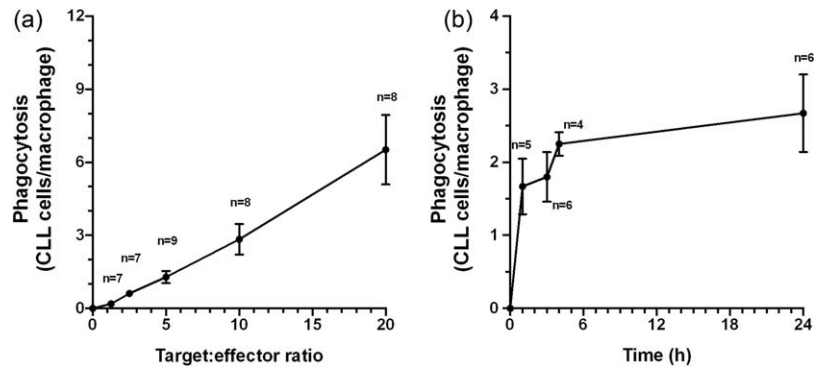 (a)
Phagocytosis
(CLL cells/macrophage)
12
9
6
3
0
n=7
n=7
n=9
n=8
n=8
0
5
10
15
20
Target:effector ratio
(b)
Phagocytosis
(CLL cells/macrophage)
4
3
2
1
0
n=5
n=6
n=4
n=6
0
6
12
18
24
Time (h)